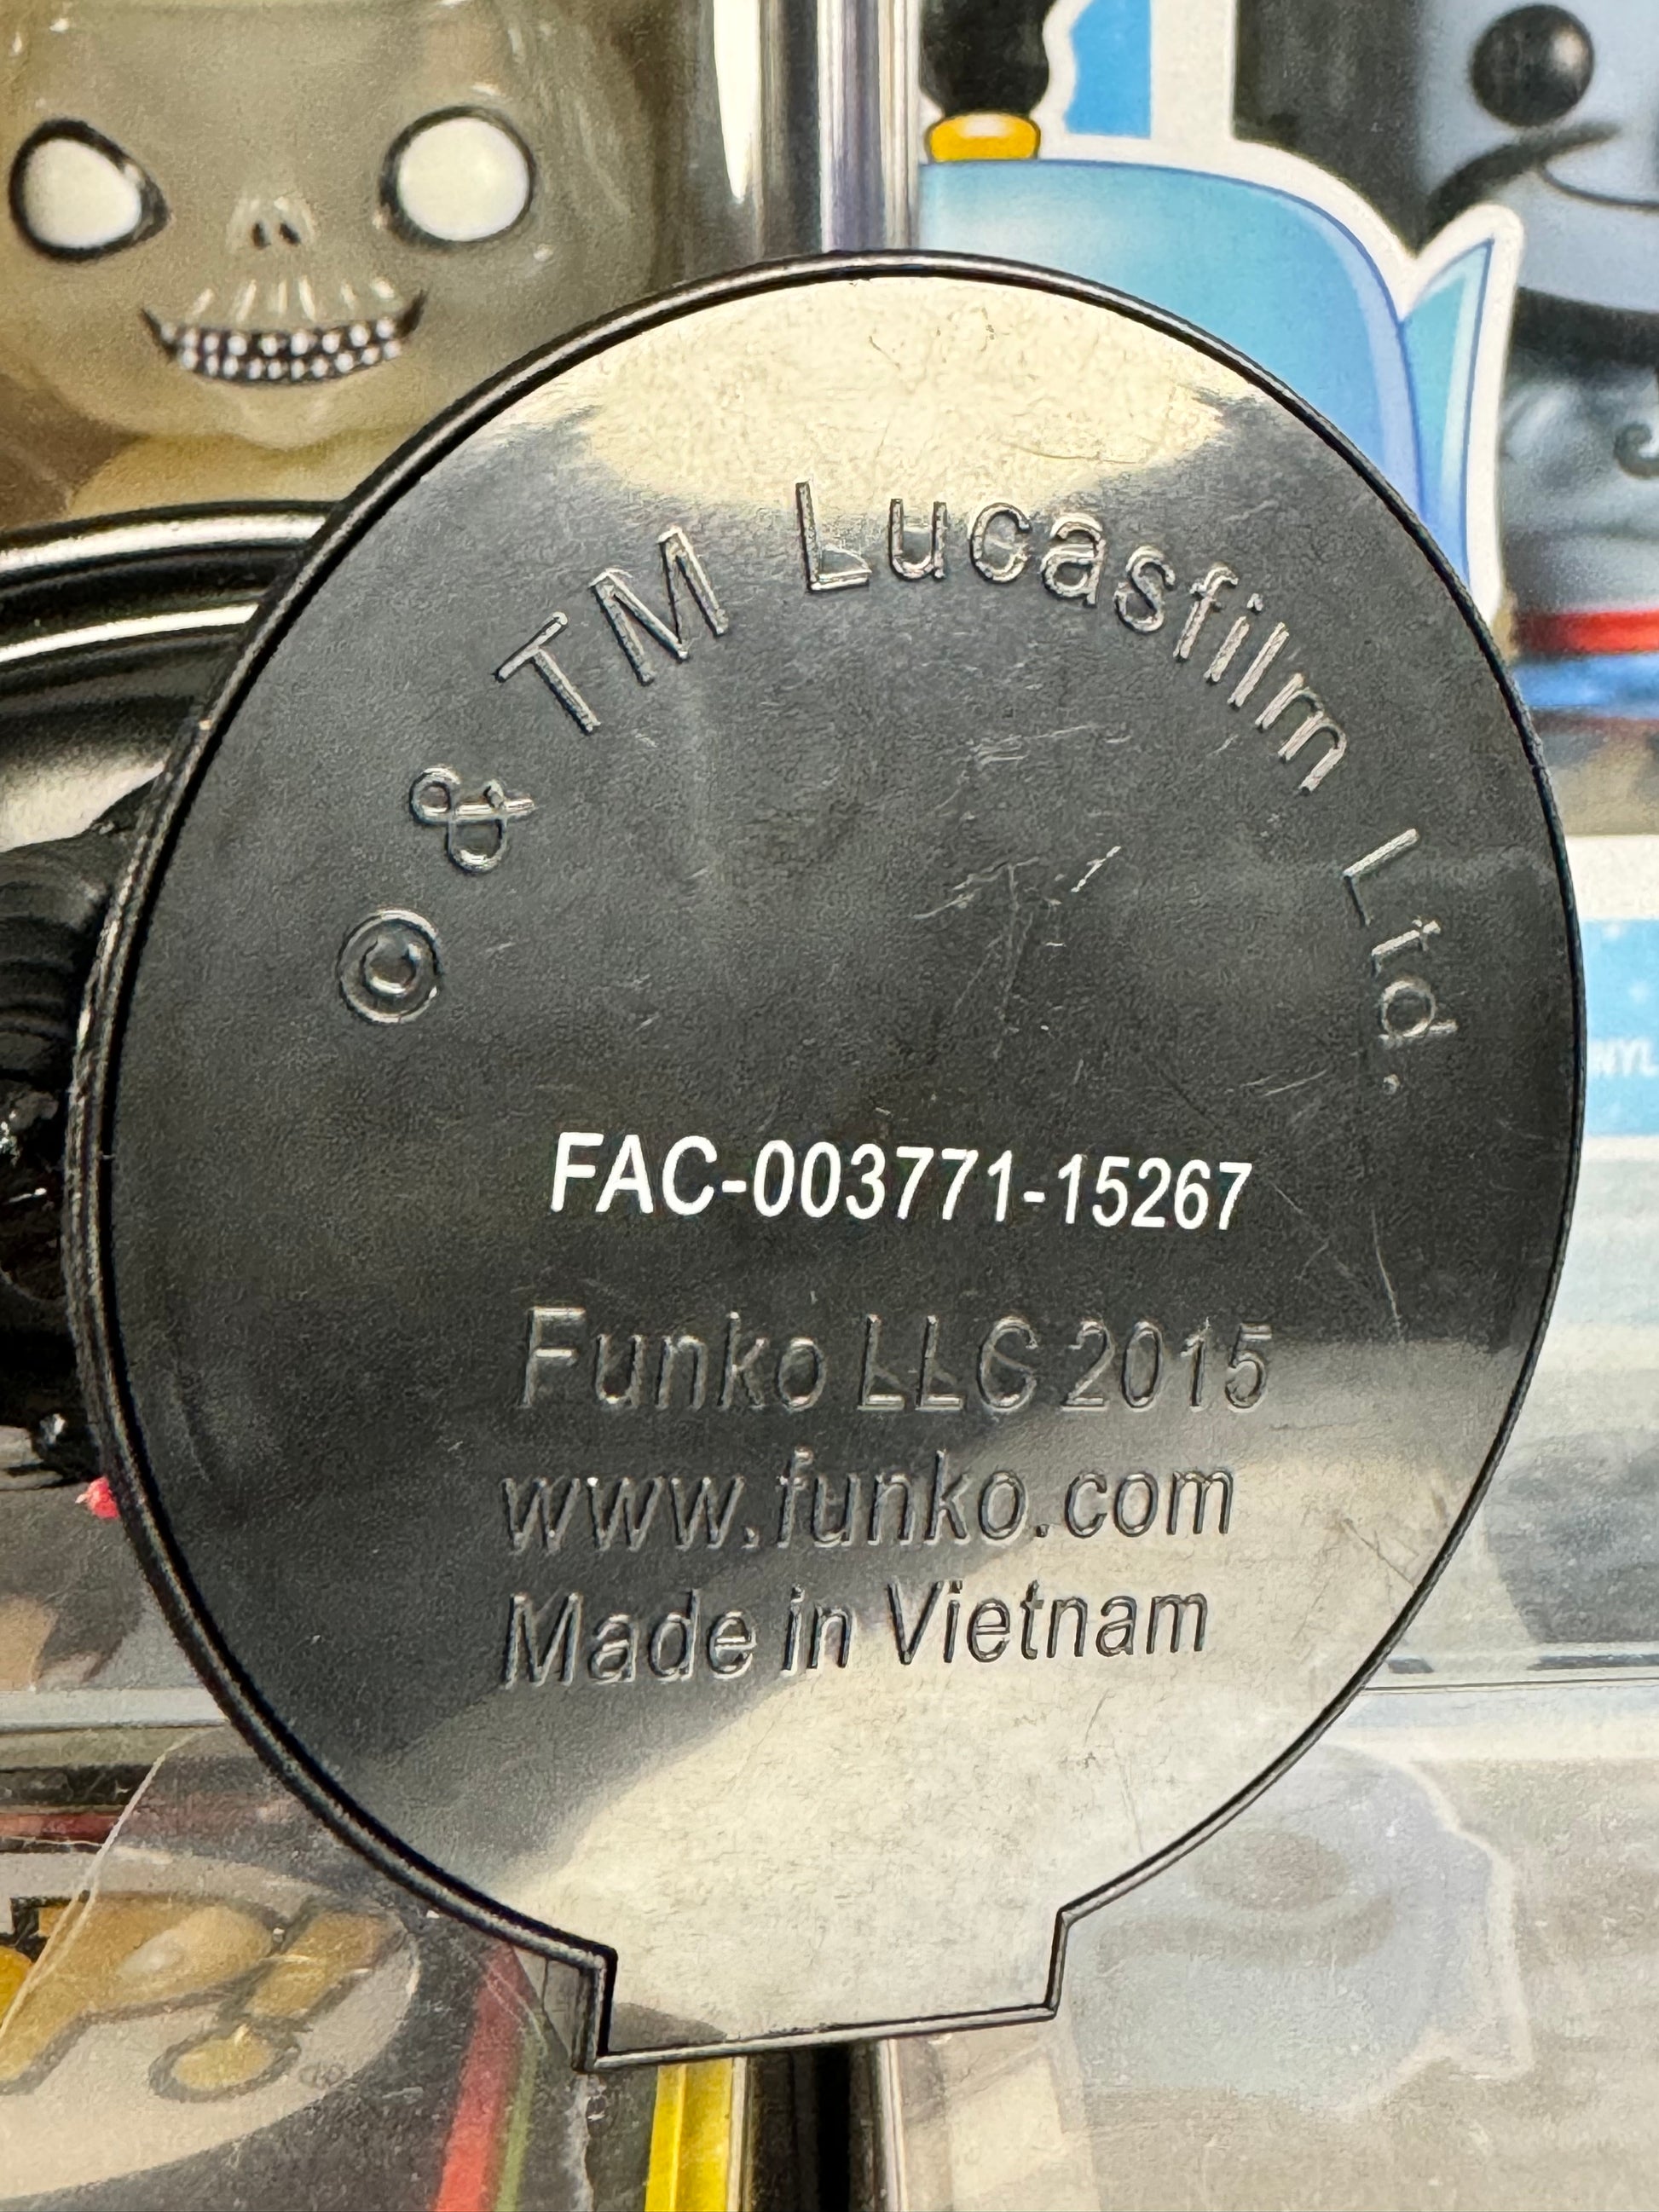 © & TM Lucasfilm Ltd.
FAC-003771-15267
Funko LLC 2015
www.funko.com
Made in Vietnam